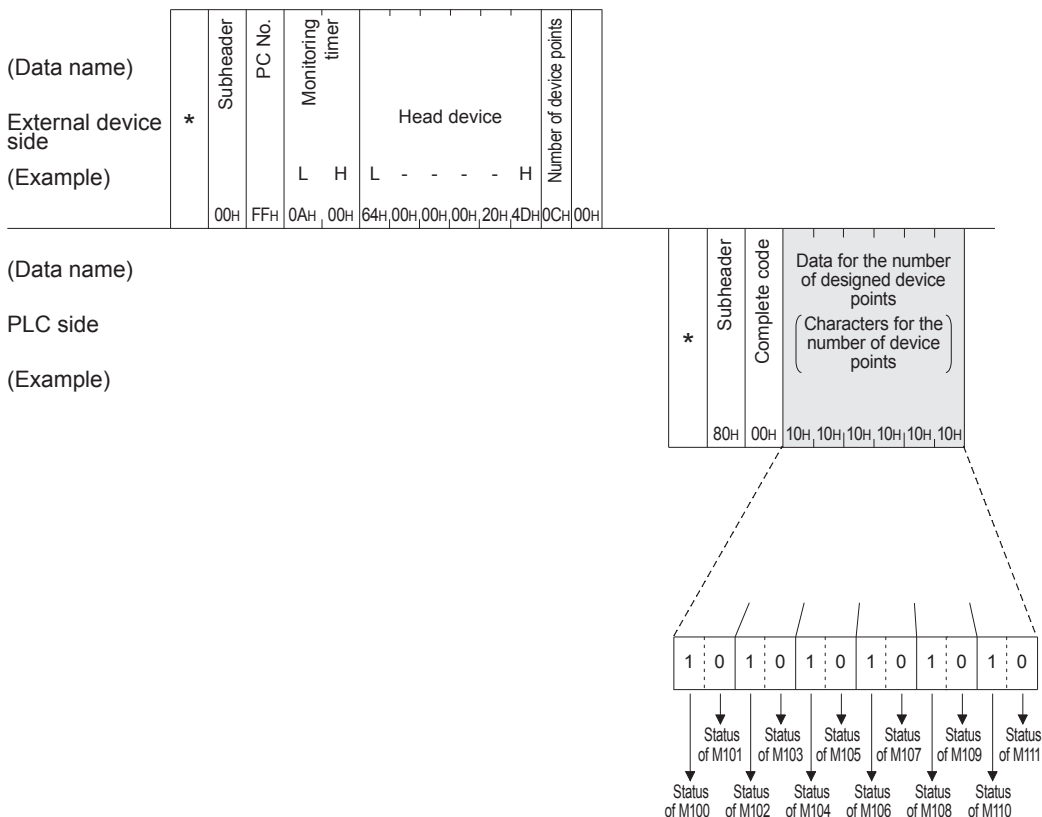 (Data name)
External device
side
(Example)
*
Subheader
00H
PC No.
FFH
Monitoring
timer
L H
0AH 00H
Head device
L - - - - H
64H 00H 00H 00H 20H 4DH
Number of device points
0CH 00H
(Data name)
PLC side
(Example)
*
Subheader
80H
Complete code
00H
Data for the number
of designed device
points
(Characters for the
number of device
points)
10H 10H 10H 10H 10H 10H
1 0 1 0 1 0 1 0 1 0 1 0
Status
of M101
Status
of M103
Status
of M105
Status
of M107
Status
of M109
Status
of M111
Status
of M100
Status
of M102
Status
of M104
Status
of M106
Status
of M108
Status
of M110